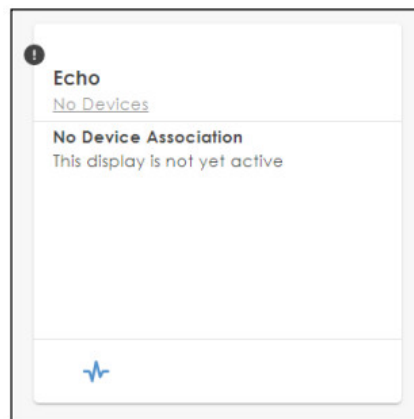 Echo
No Devices
No Device Association
This display is not yet active